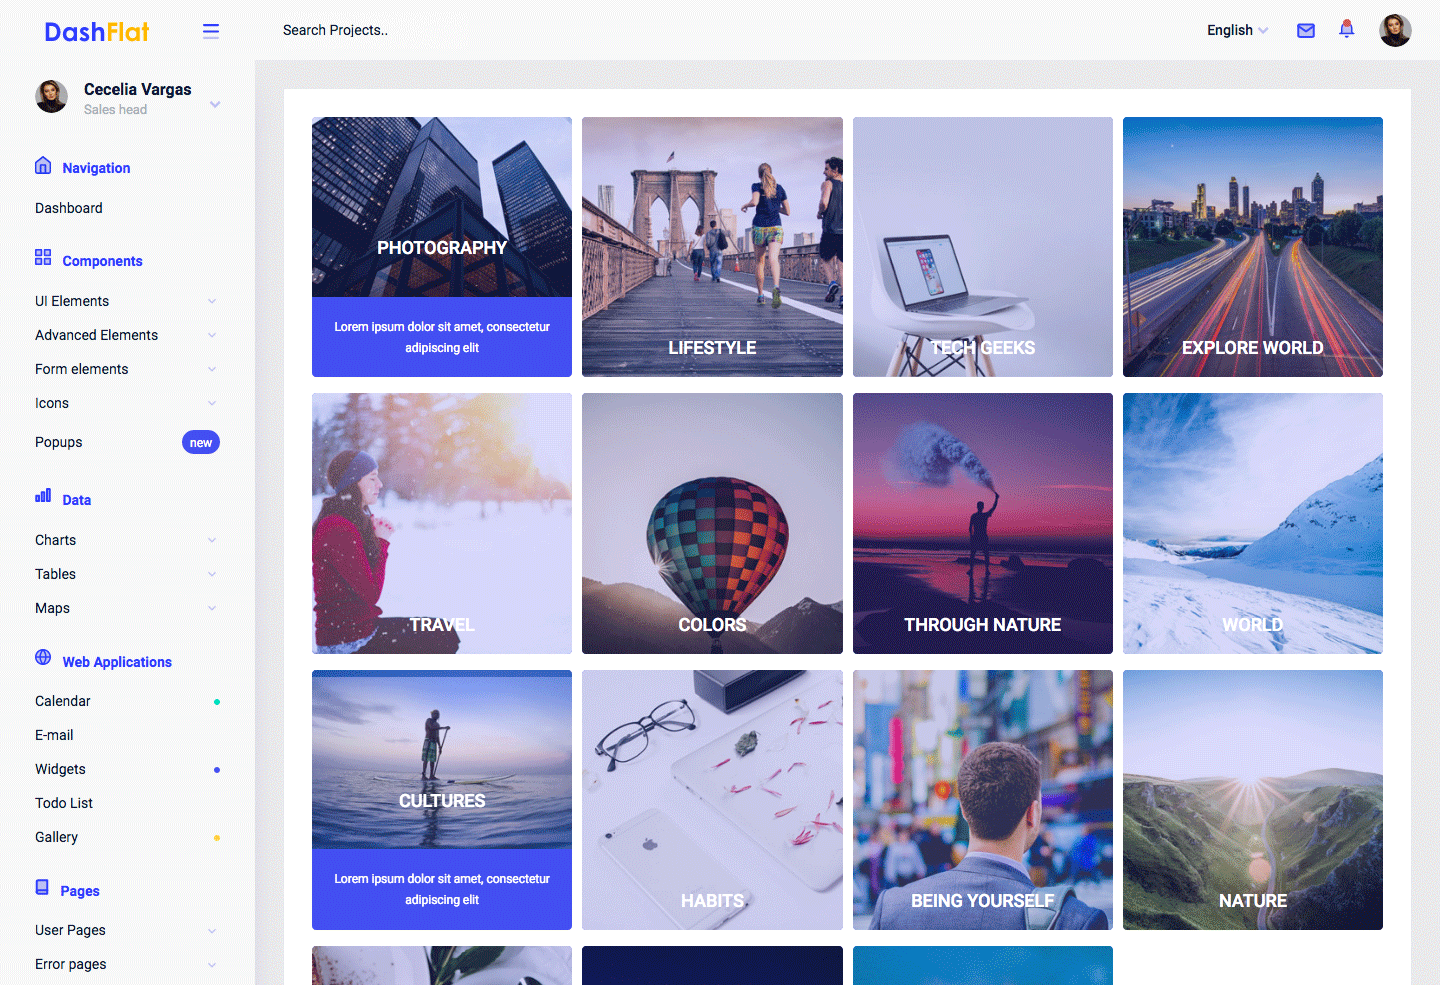 DashFlat
Search Projects..
English
Cecelia Vargas
Sales head
Navigation
Dashboard
Components
UI Elements
Advanced Elements
Form elements
Icons
Popups
new
Data
Charts
Tables
Maps
Web Applications
Calendar
E-mail
Widgets
Todo List
Gallery
Pages
User Pages
Error pages
PHOTOGRAPHY
Lorem ipsum dolor sit amet, consectetur
adipiscing elit
LIFESTYLE
TECH GEEKS
EXPLORE WORLD
TRAVEL
COLORS
THROUGH NATURE
WORLD
CULTURES
Lorem ipsum dolor sit amet, consectetur
adipiscing elit
HABITS
BEING YOURSELF
NATURE